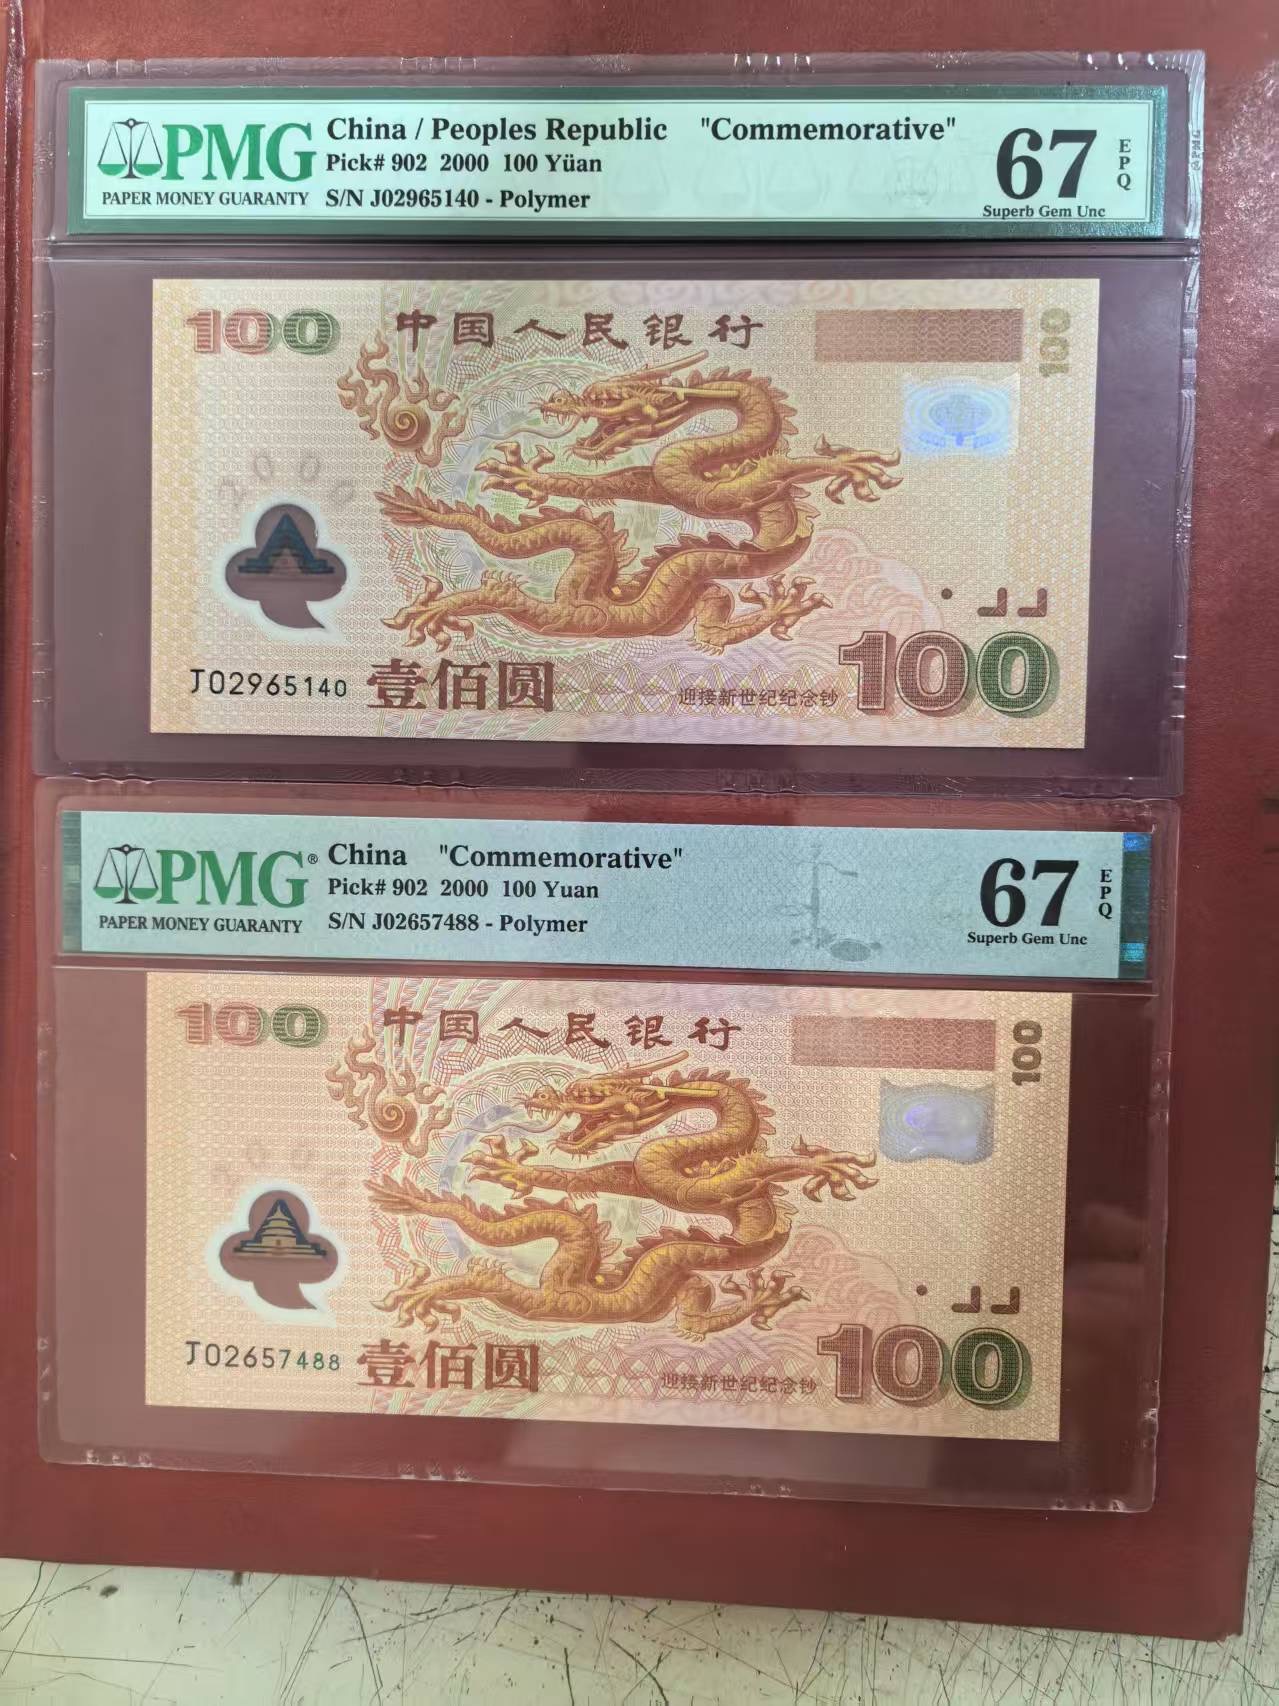 PMG
PAPER MONEY GUARANTY
China / Peoples Republic "Commemorative"
Pick# 902 2000 100 Yüan
S/N J02965140 - Polymer
67
EPQ
Superb Gem Unc
100
中国人民银行
100
2000
J02965140
壹佰圆
迎接新世纪纪念钞
100
PMG®
PAPER MONEY GUARANTY
China "Commemorative"
Pick# 902 2000 100 Yuan
S/N J02657488 - Polymer
67
EPQ
Superb Gem Unc
100
中国人民银行
100
J02657488
壹佰圆
迎接新世纪纪念钞
100